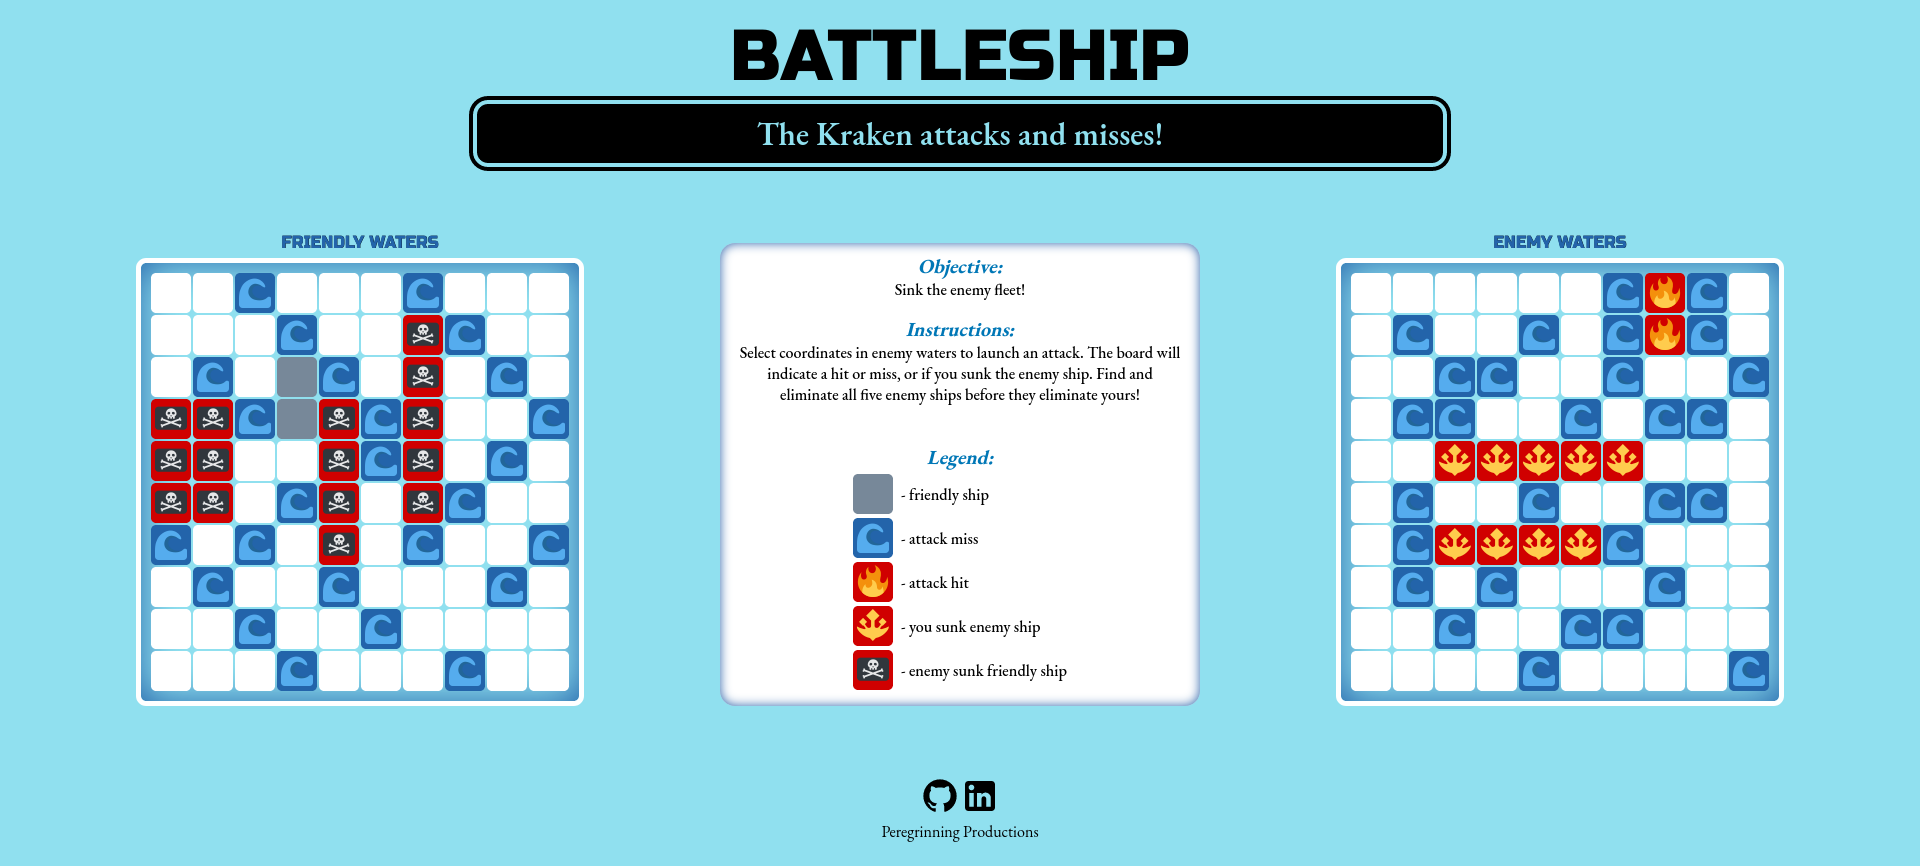 BATTLESHIP
The Kraken attacks and misses!
FRIENDLY WATERS
Objective:
Sink the enemy fleet!
Instructions:
Select coordinates in enemy waters to launch an attack. The board will
indicate a hit or miss, or if you sunk the enemy ship. Find and
eliminate all five enemy ships before they eliminate yours!
Legend:
- friendly ship
- attack miss
- attack hit
- you sunk enemy ship
- enemy sunk friendly ship
ENEMY WATERS
Peregrinning Productions